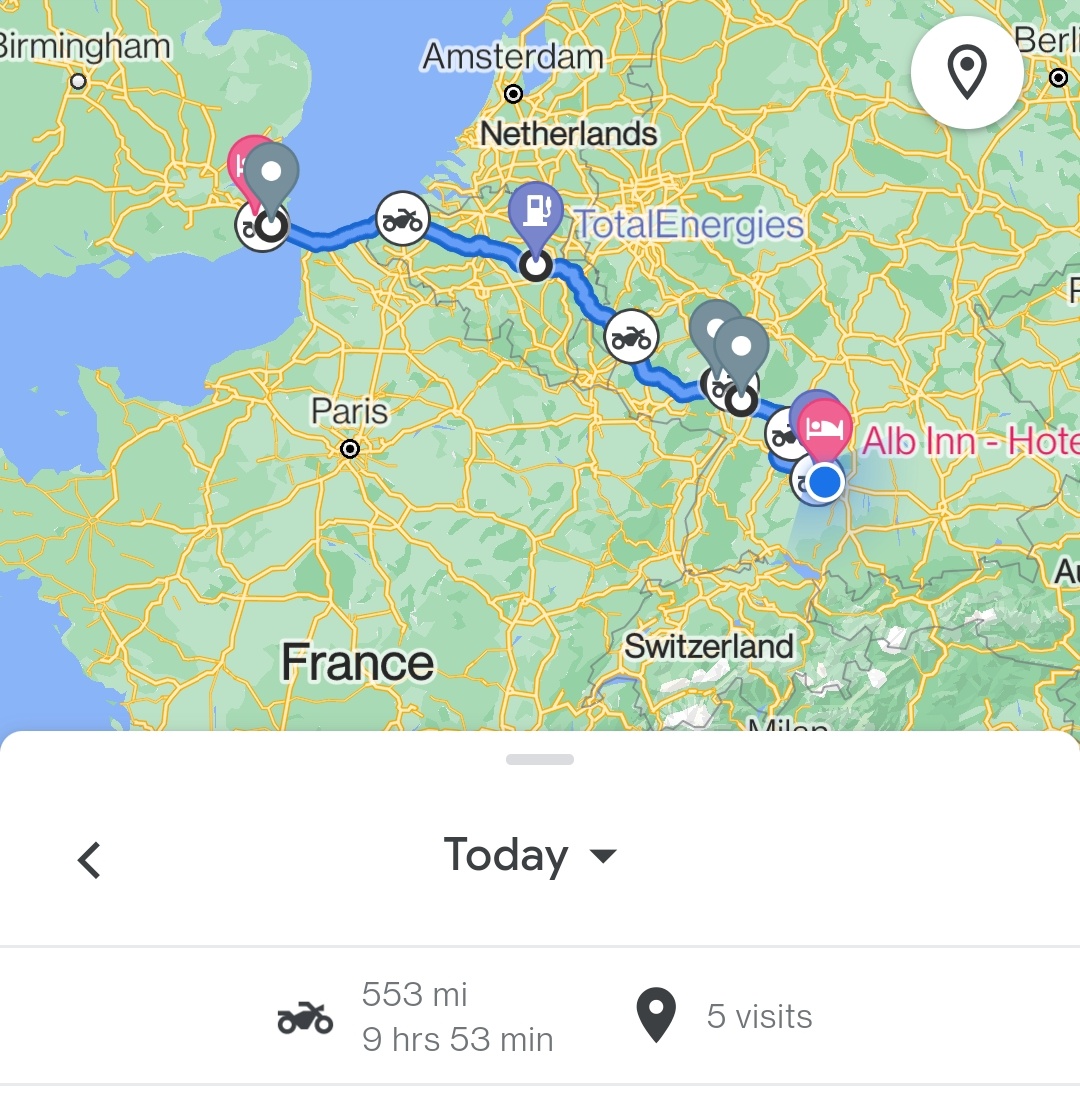 Birmingham
Amsterdam
Berli
Netherlands
TotalEnergies
Paris
Alb Inn - Hote
Au
France
Switzerland
Milan
Today
553 mi
9 hrs 53 min
5 visits